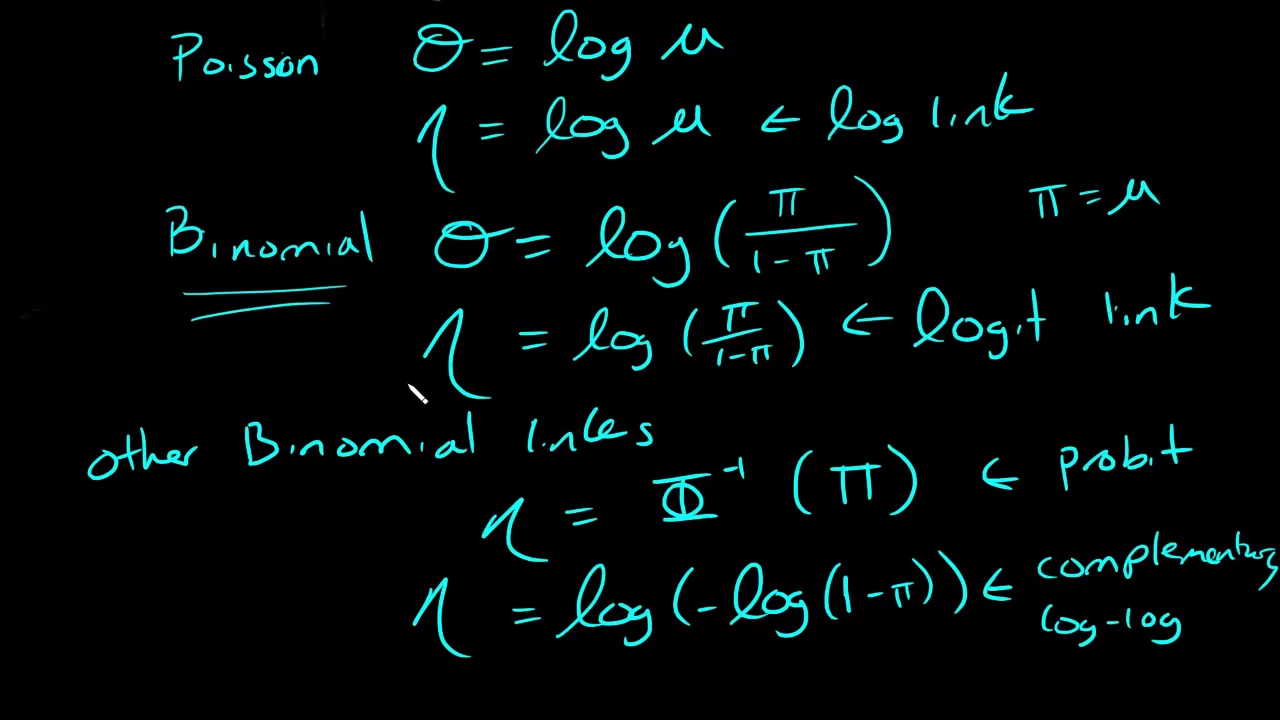 Poisson θ = log μ
η = log μ ← log link
π = μ
Binomial θ = log(π/(1-π))
η = log(π/(1-π)) ← logit link
other Binomial links
η = Φ⁻¹(π) ← probit
η = log(-log(1-π)) ← complementary
log-log